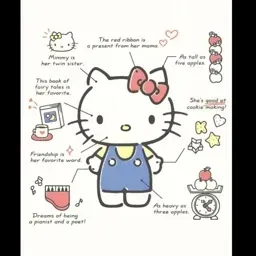 The red ribbon is
a present from her mama
Mimmy is
her twin sister.
As tall as
five apples.
This book of
fairy tales is
her favorite.
She's good at
cookie making!
Friendship is
her favorite word.
As heavy as
three apples.
Dreams of being
a pianist and a poet!